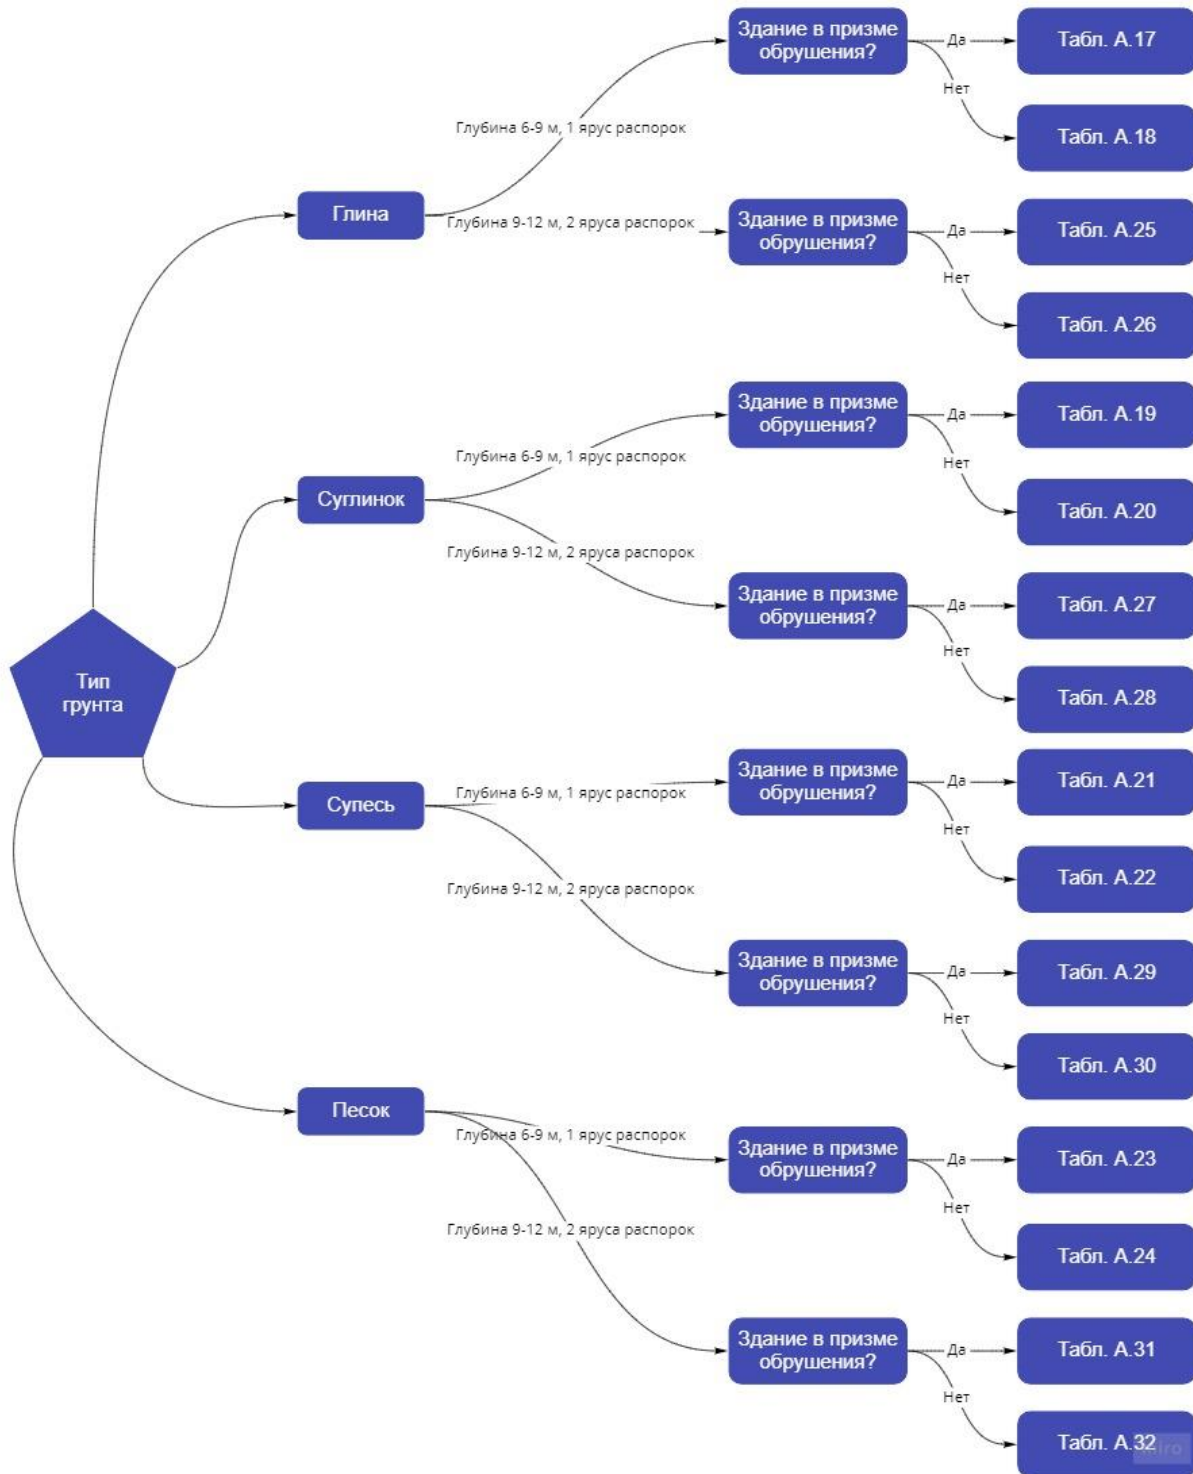 Здание в призме
обрушения?
Да
Табл. А.17
Нет
Табл. А.18
Глубина 6-9 м, 1 ярус распорок
Глина
Глубина 9-12 м, 2 яруса распорок
Здание в призме
обрушения?
Да
Табл. А.25
Нет
Табл. А.26
Здание в призме
обрушения?
Да
Табл. А.19
Нет
Табл. А.20
Глубина 6-9 м, 1 ярус распорок
Суглинок
Глубина 9-12 м, 2 яруса распорок
Здание в призме
обрушения?
Да
Табл. А.27
Нет
Табл. А.28
Тип
грунта
Здание в призме
обрушения?
Да
Табл. А.21
Нет
Табл. А.22
Глубина 6-9 м, 1 ярус распорок
Супесь
Глубина 9-12 м, 2 яруса распорок
Здание в призме
обрушения?
Да
Табл. А.29
Нет
Табл. А.30
Песок
Глубина 6-9 м, 1 ярус распорок
Здание в призме
обрушения?
Да
Табл. А.23
Нет
Табл. А.24
Глубина 9-12 м, 2 яруса распорок
Здание в призме
обрушения?
Да
Табл. А.31
Нет
Табл. А.32
miro